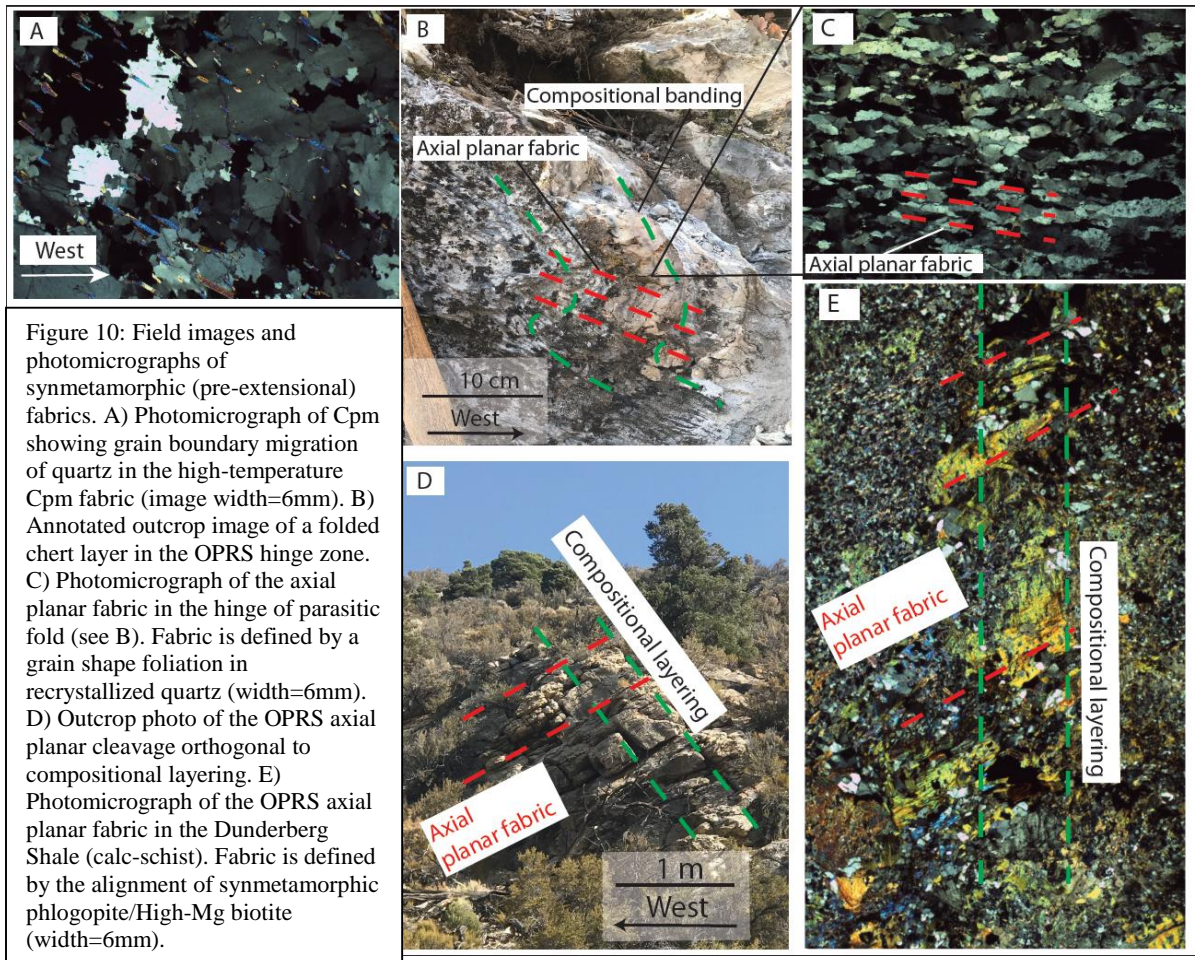 A
West
B
Compositional banding
Axial planar fabric
10 cm
West
C
Axial planar fabric
Figure 10: Field images and
photomicrographs of
synmetamorphic (pre-extensional)
fabrics. A) Photomicrograph of Cpm
showing grain boundary migration
of quartz in the high-temperature
Cpm fabric (image width=6mm). B)
Annotated outcrop image of a folded
chert layer in the OPRS hinge zone.
C) Photomicrograph of the axial
planar fabric in the hinge of parasitic
fold (see B). Fabric is defined by a
grain shape foliation in
recrystallized quartz (width=6mm).
D) Outcrop photo of the OPRS axial
planar cleavage orthogonal to
compositional layering. E)
Photomicrograph of the OPRS axial
planar fabric in the Dunderberg
Shale (calc-schist). Fabric is defined
by the alignment of synmetamorphic
phlogopite/High-Mg biotite
(width=6mm).
D
Compositional layering
Axial
planar fabric
1 m
West
E
Axial
planar fabric
Compositional layering